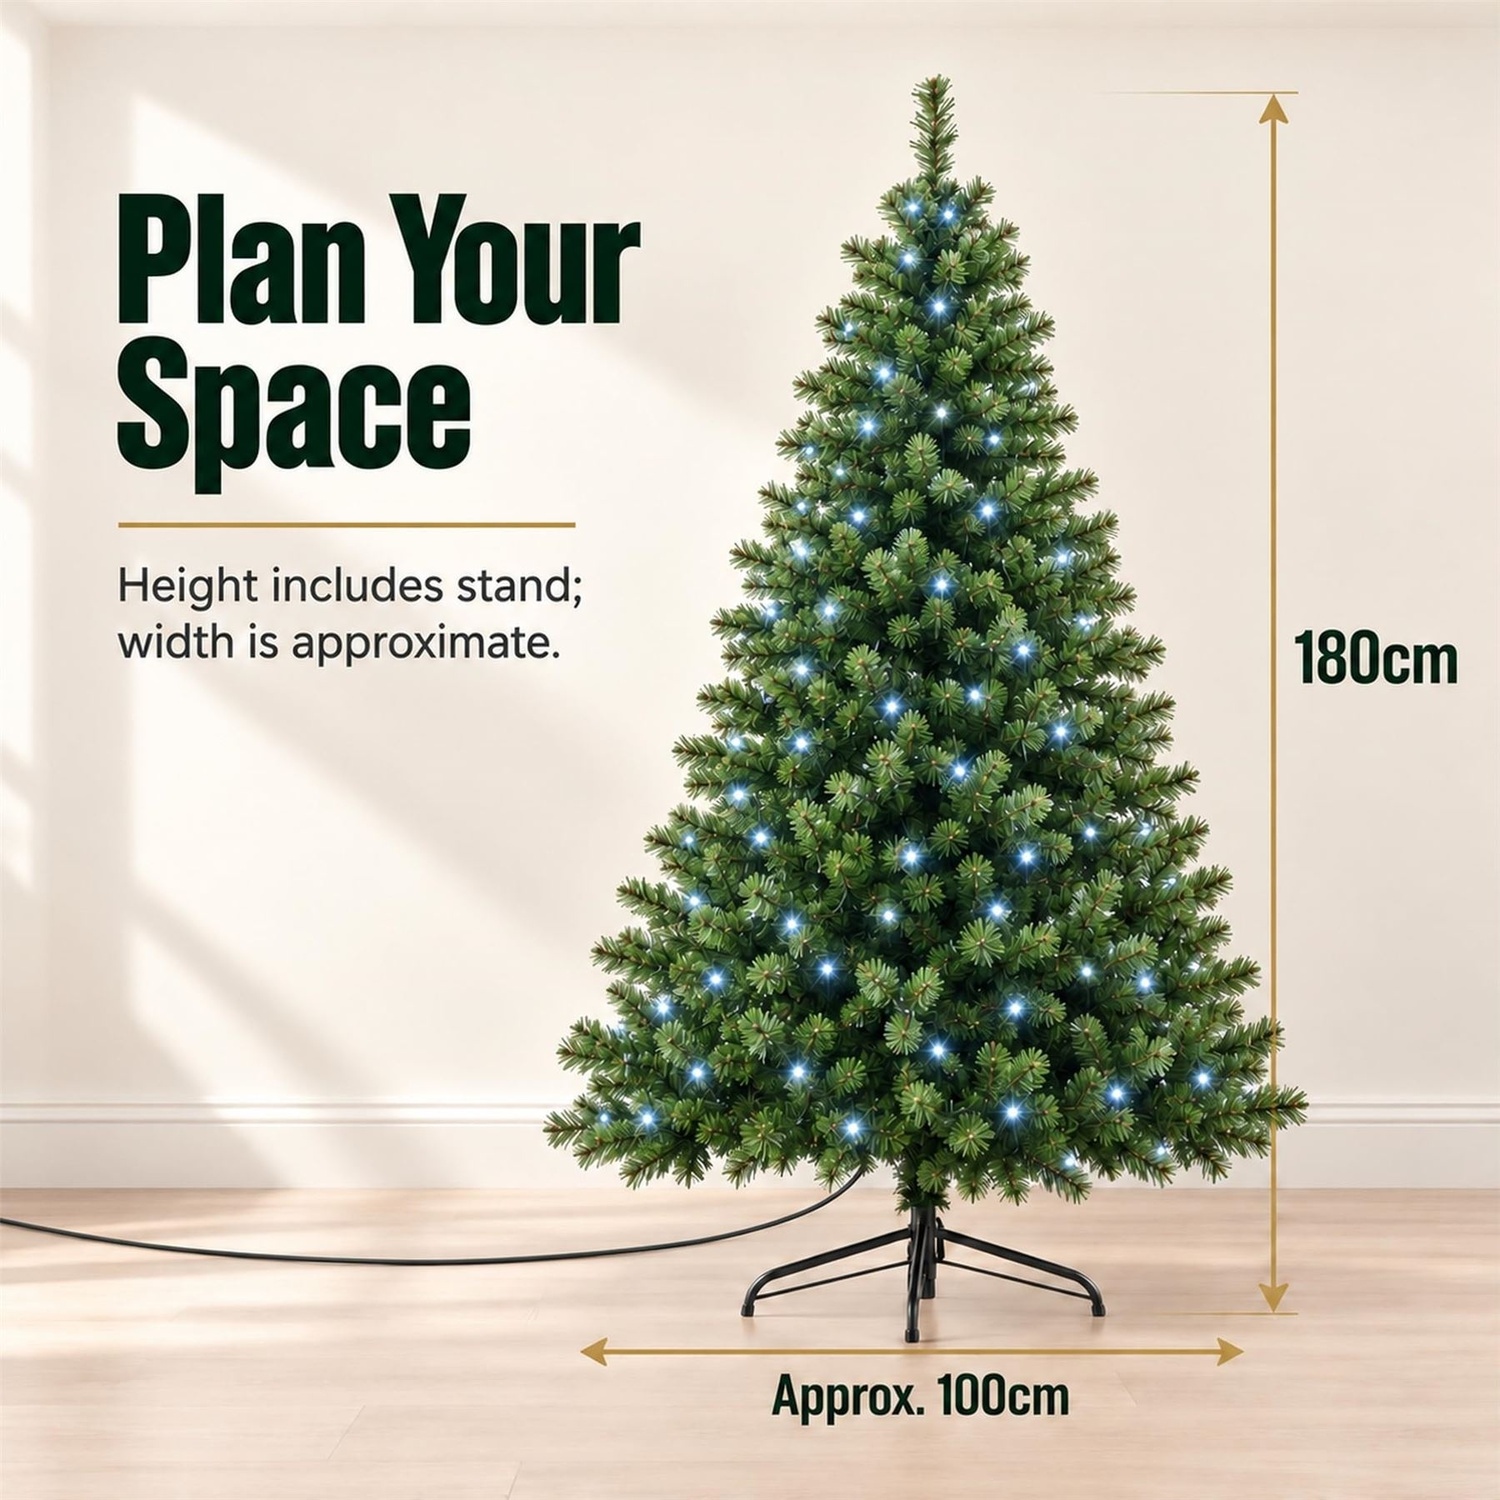 Plan Your
Space
Height includes stand;
width is approximate.
180cm
Approx. 100cm